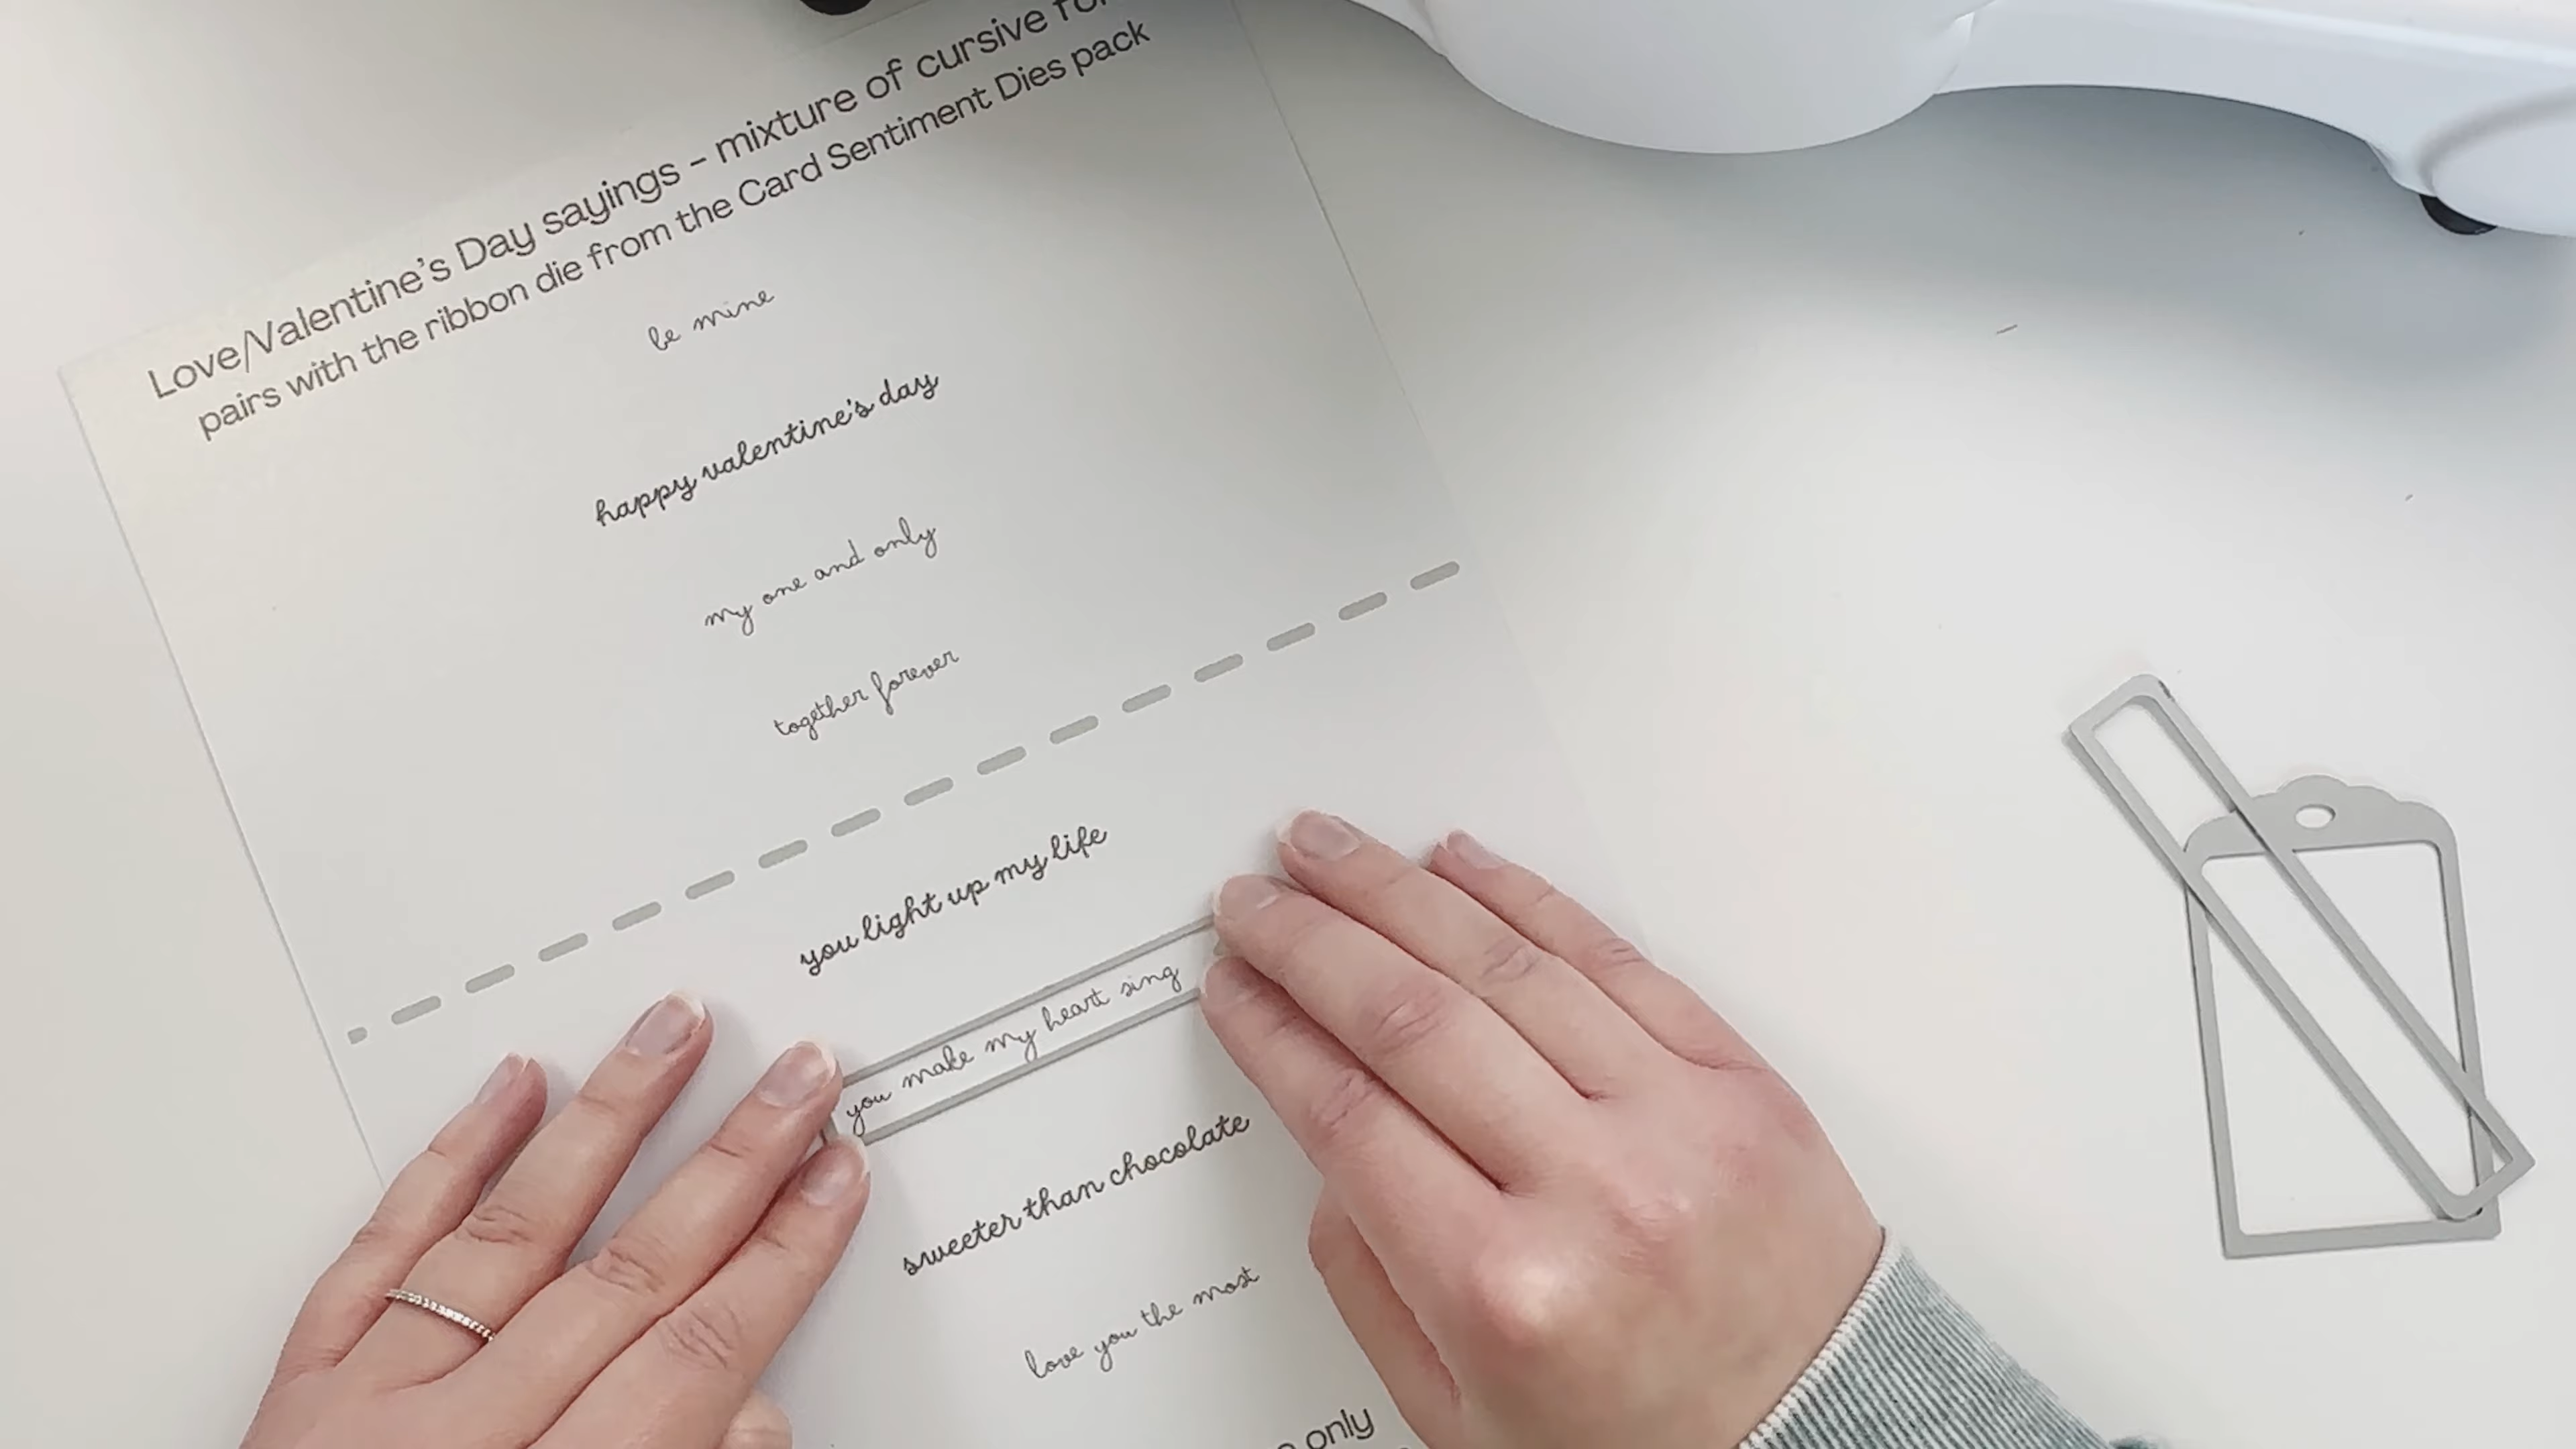 Love/Valentine's Day sayings - mixture of cursive
pairs with the ribbon die from the Card Sentiment Dies pack
be mine
happy valentine's day
my one and only
together forever
you light up my life
you make my heart sing
sweeter than chocolate
love you the most
only